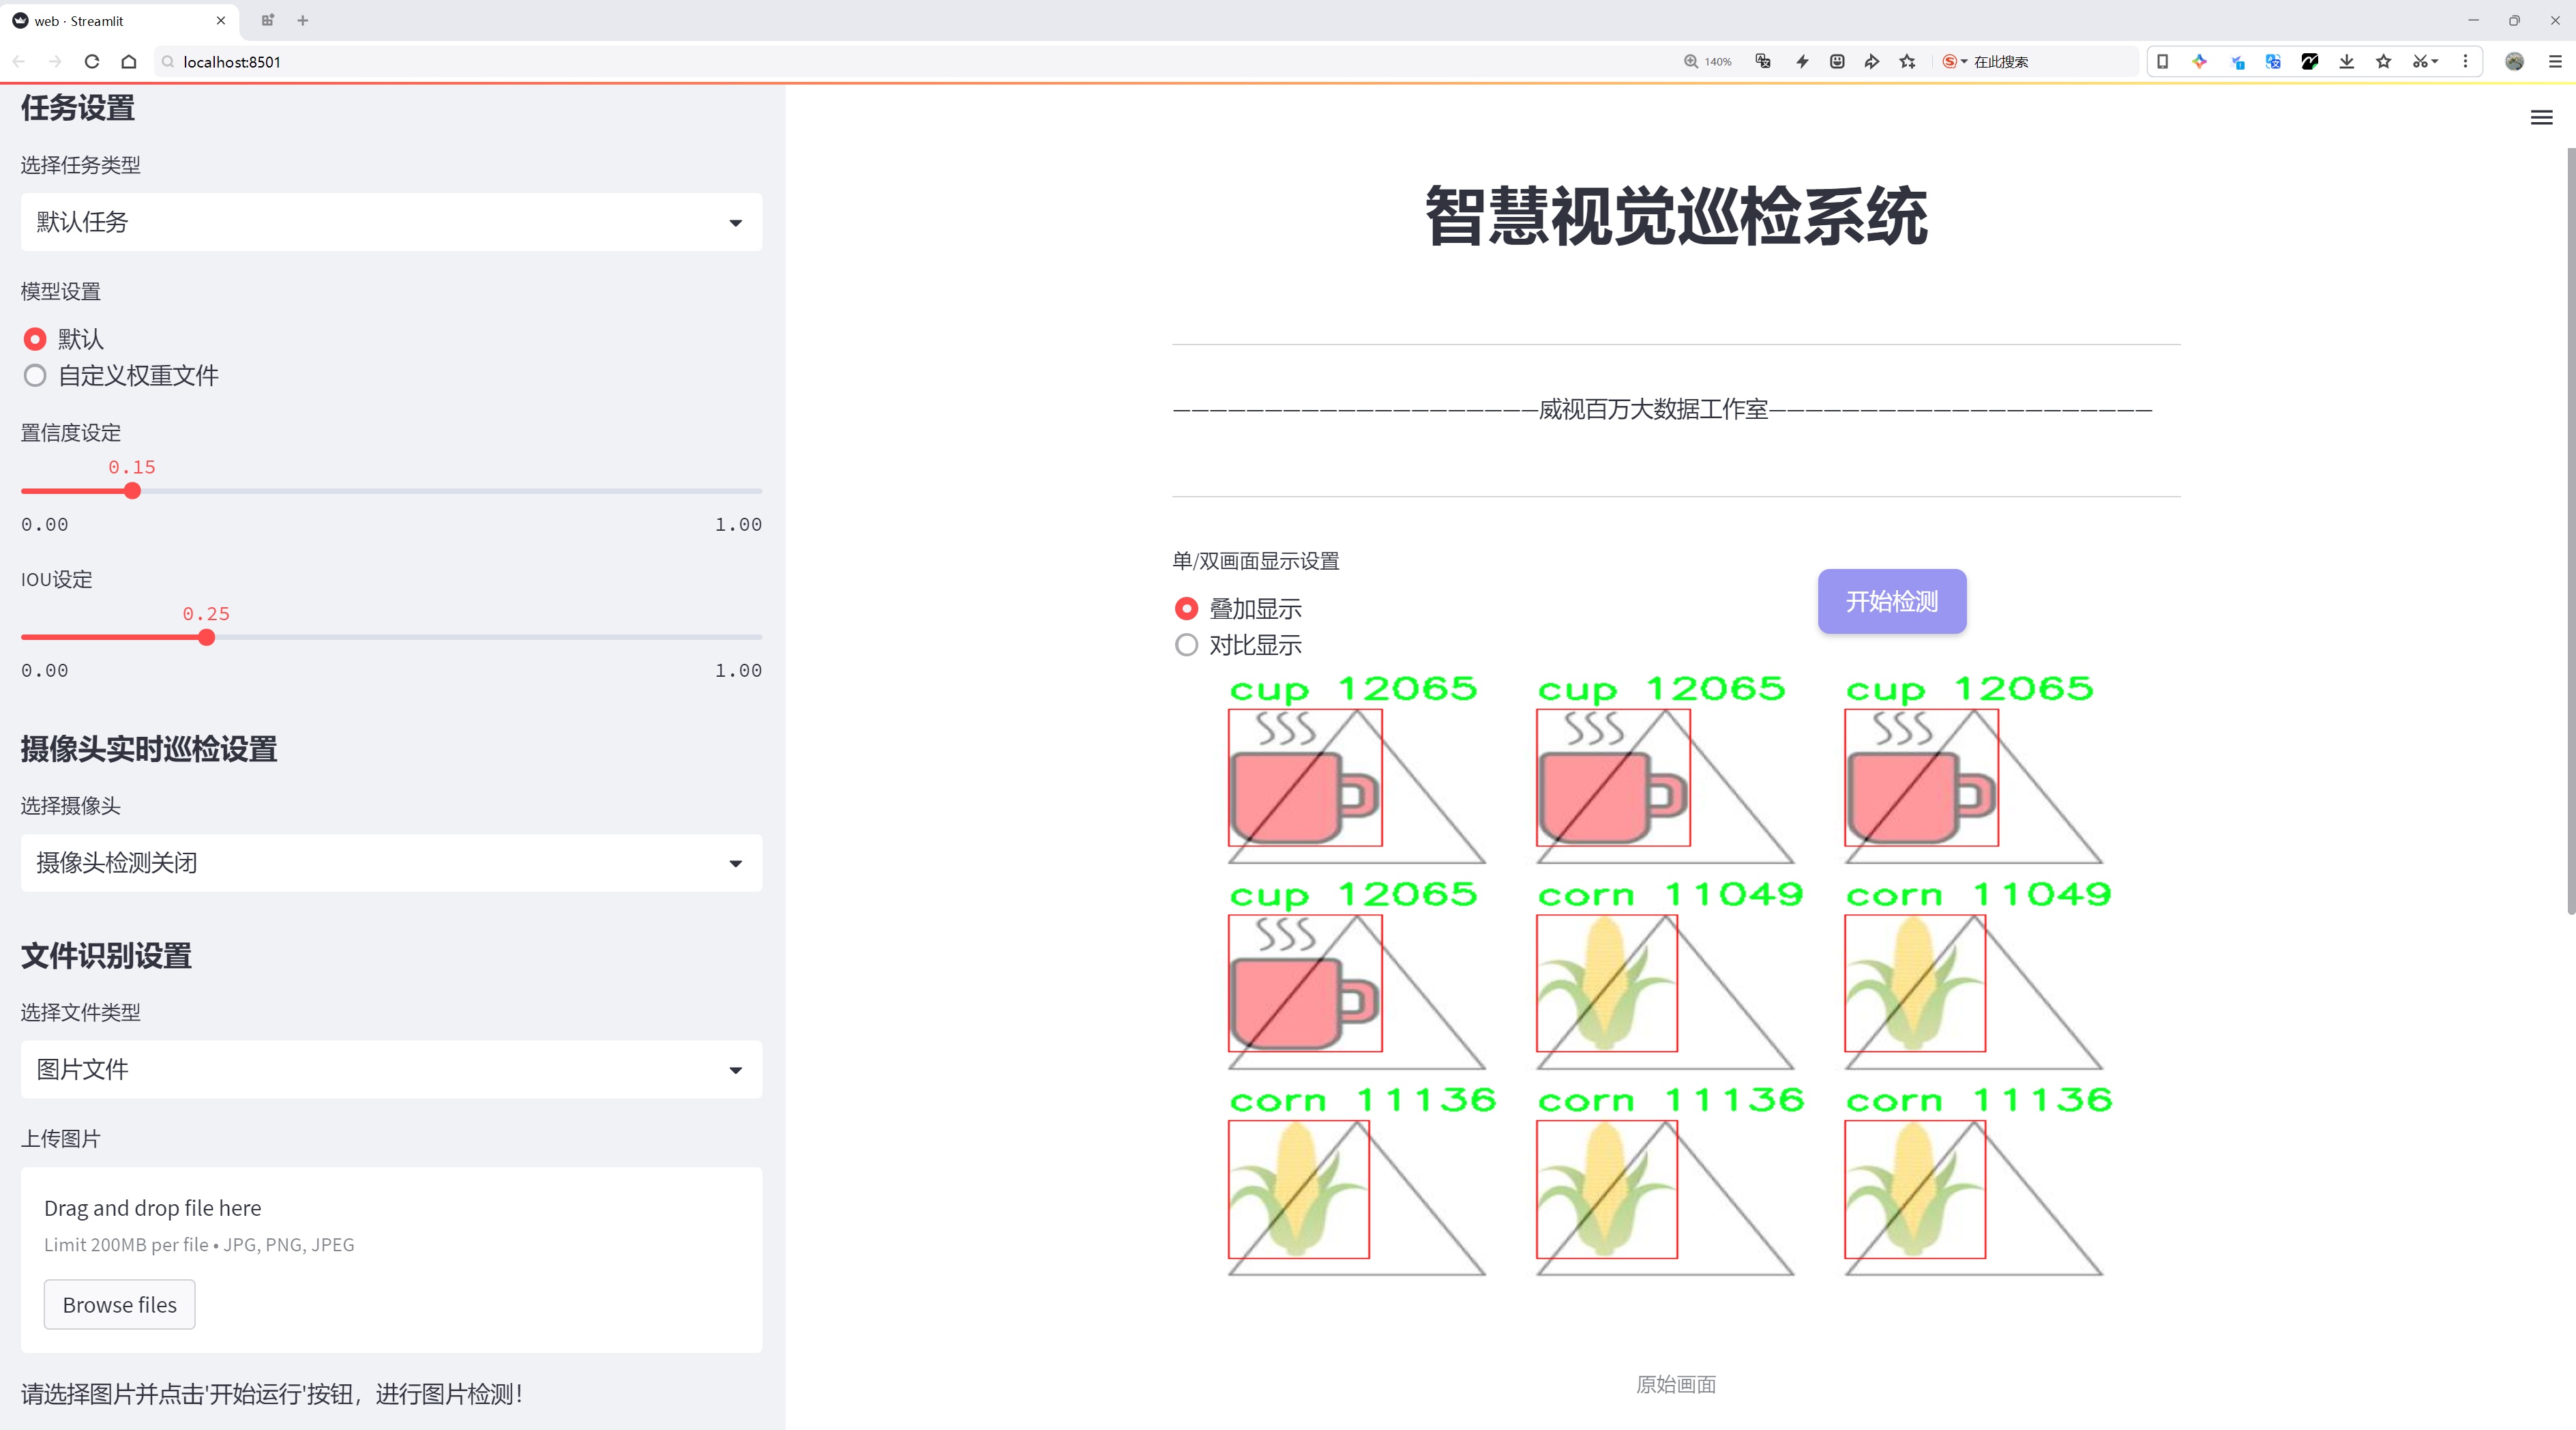 web · Streamlit
localhost:8501
140%
在此搜索
任务设置
选择任务类型
默认任务
模型设置
默认
自定义权重文件
置信度设定
0.15
0.00 1.00
IOU设定
0.25
0.00 1.00
摄像头实时巡检设置
选择摄像头
摄像头检测关闭
文件识别设置
选择文件类型
图片文件
上传图片
Drag and drop file here
Limit 200MB per file • JPG, PNG, JPEG
Browse files
请选择图片并点击'开始运行'按钮，进行图片检测！
智慧视觉巡检系统
————————————————————威视百万大数据工作室—————————————————————
单/双画面显示设置
叠加显示
对比显示
开始检测
cup 12065 cup 12065 cup 12065
cup 12065 corn 11049 corn 11049
corn 11136 corn 11136 corn 11136
原始画面